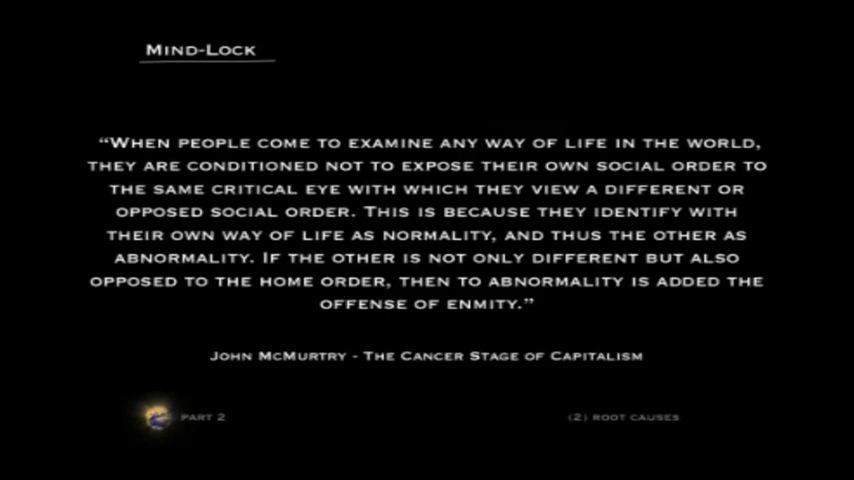 Mind-Lock
“When people come to examine any way of life in the world,
they are conditioned not to expose their own social order to
the same critical eye with which they view a different or
opposed social order. This is because they identify with
their own way of life as normality, and thus the other as
abnormality. If the other is not only different but also
opposed to the home order, then to abnormality is added the
offense of enmity.”
John McMurtry - The Cancer Stage of Capitalism
part 2
(2) root causes